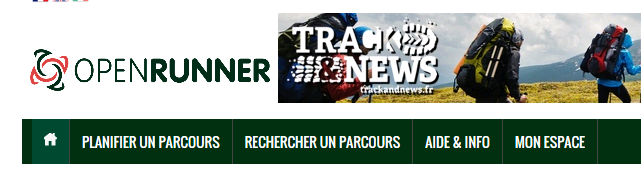 OPENRUNNER
TRACK
&NEWS
trackandnews.fr
PLANIFIER UN PARCOURS
RECHERCHER UN PARCOURS
AIDE & INFO
MON ESPACE